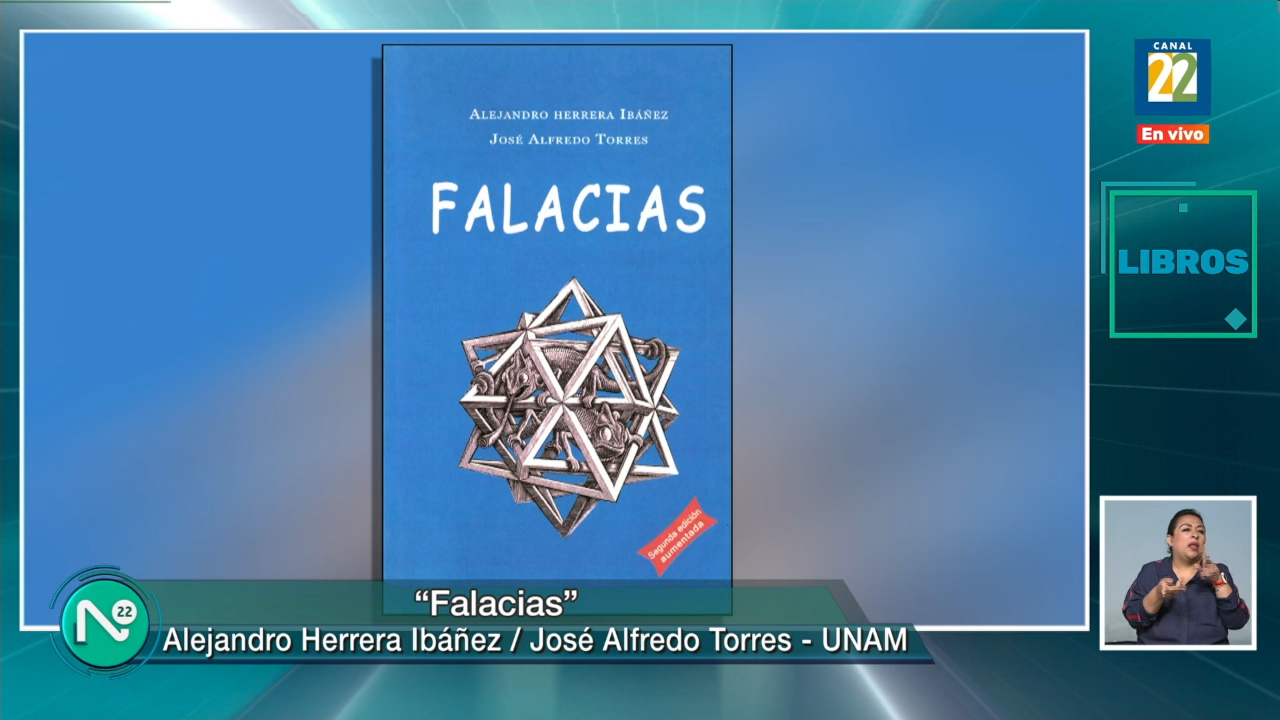 ALEJANDRO HERRERA IBÁÑEZ
JOSÉ ALFREDO TORRES
FALACIAS
Segunda edición
aumentada
CANAL
22
En vivo
LIBROS
N22
“Falacias”
Alejandro Herrera Ibáñez / José Alfredo Torres - UNAM